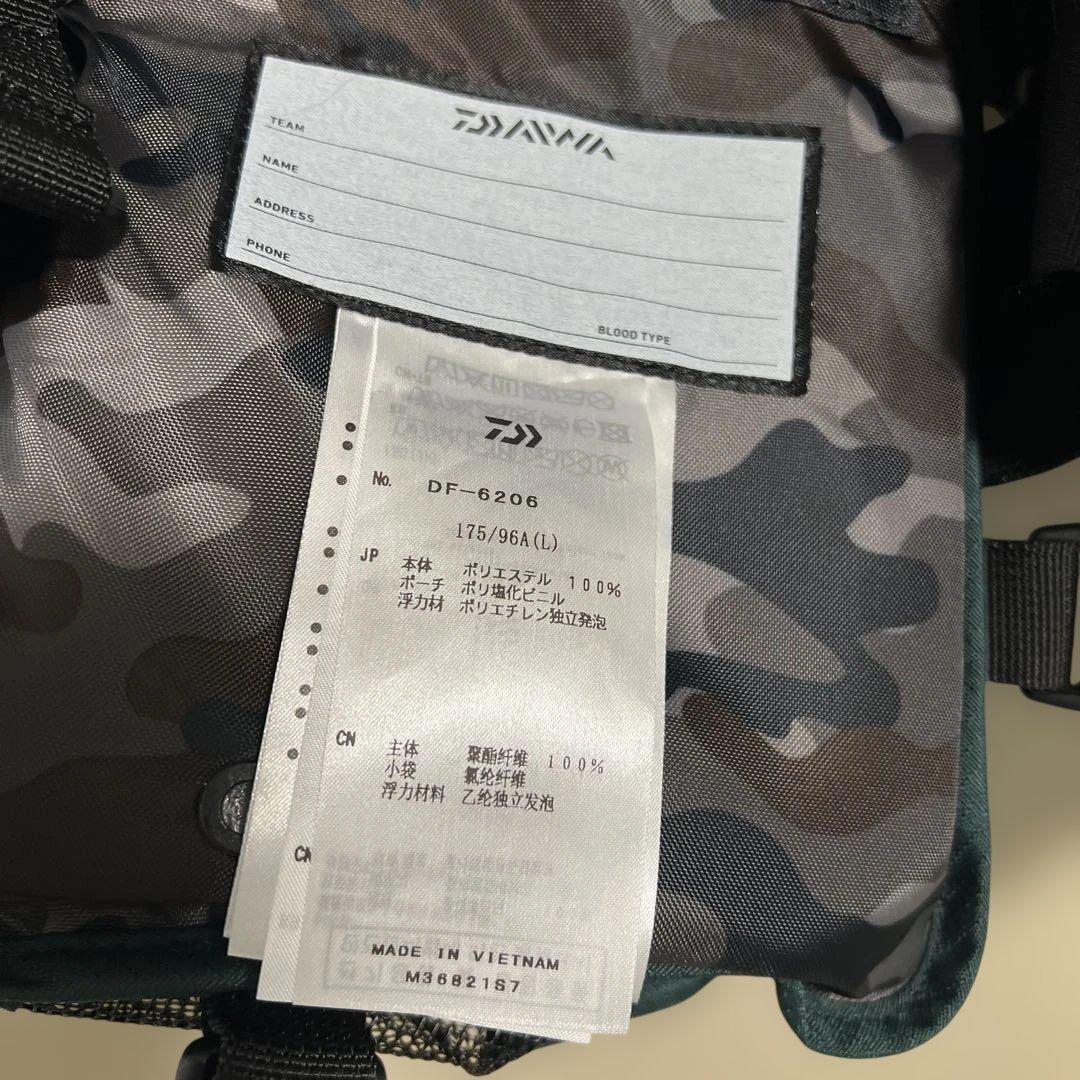 DAIWA
TEAM
NAME
ADDRESS
PHONE
BLOOD TYPE
No. DF-6206
175/96A(L)
JP 本体 ポリエステル 100%
ポーチ ポリ塩化ビニル
浮力材 ポリエチレン独立発泡
CN 主体 聚酯纤维 100%
小袋 氯纶纤维
浮力材料 乙纶独立发泡
CN
MADE IN VIETNAM
M36821S7